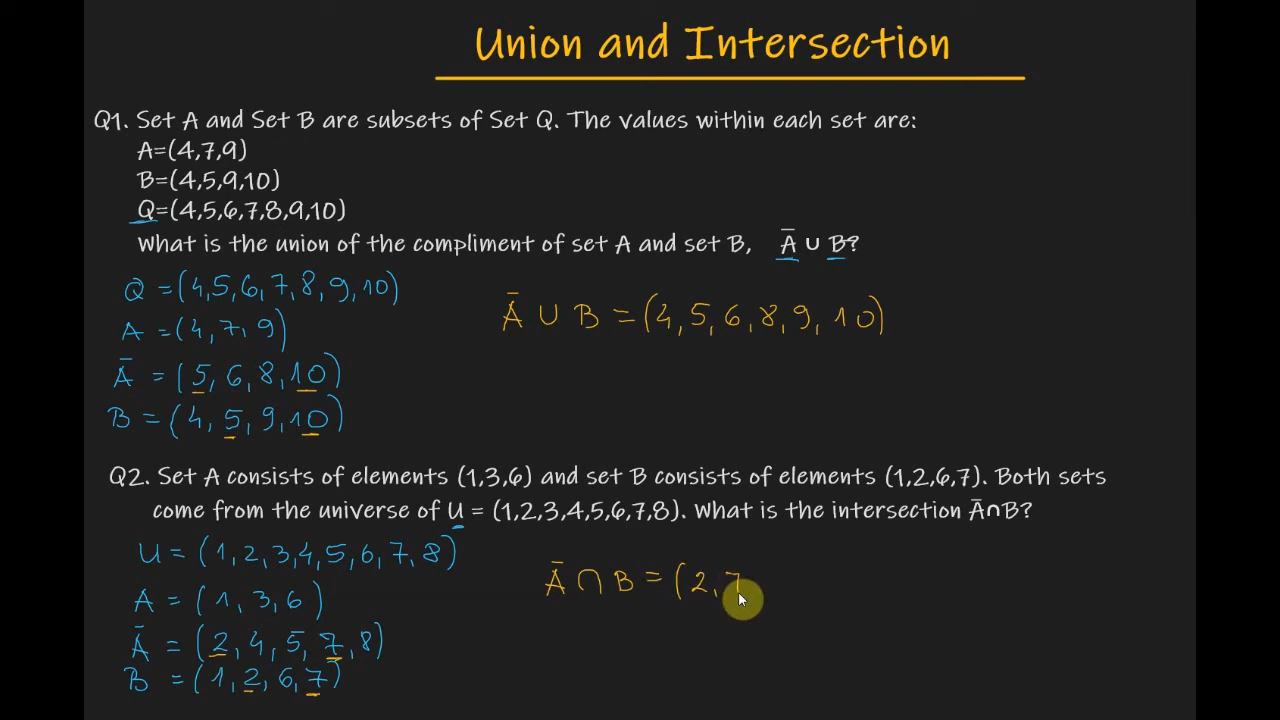 Union and Intersection
Q1. Set A and Set B are subsets of Set Q. The values within each set are:
A=(4,7,9)
B=(4,5,9,10)
Q=(4,5,6,7,8,9,10)
What is the union of the compliment of set A and set B, Ā ∪ B?
Q = (4,5,6,7,8,9,10)
A = (4,7,9)
Ā = (5,6,8,10)
B = (4,5,9,10)
Ā ∪ B = (4,5,6,8,9,10)
Q2. Set A consists of elements (1,3,6) and set B consists of elements (1,2,6,7). Both sets
come from the universe of U = (1,2,3,4,5,6,7,8). What is the intersection Ā∩B?
U = (1,2,3,4,5,6,7,8)
A = (1,3,6)
Ā = (2,4,5,7,8)
B = (1,2,6,7)
Ā ∩ B = (2,7